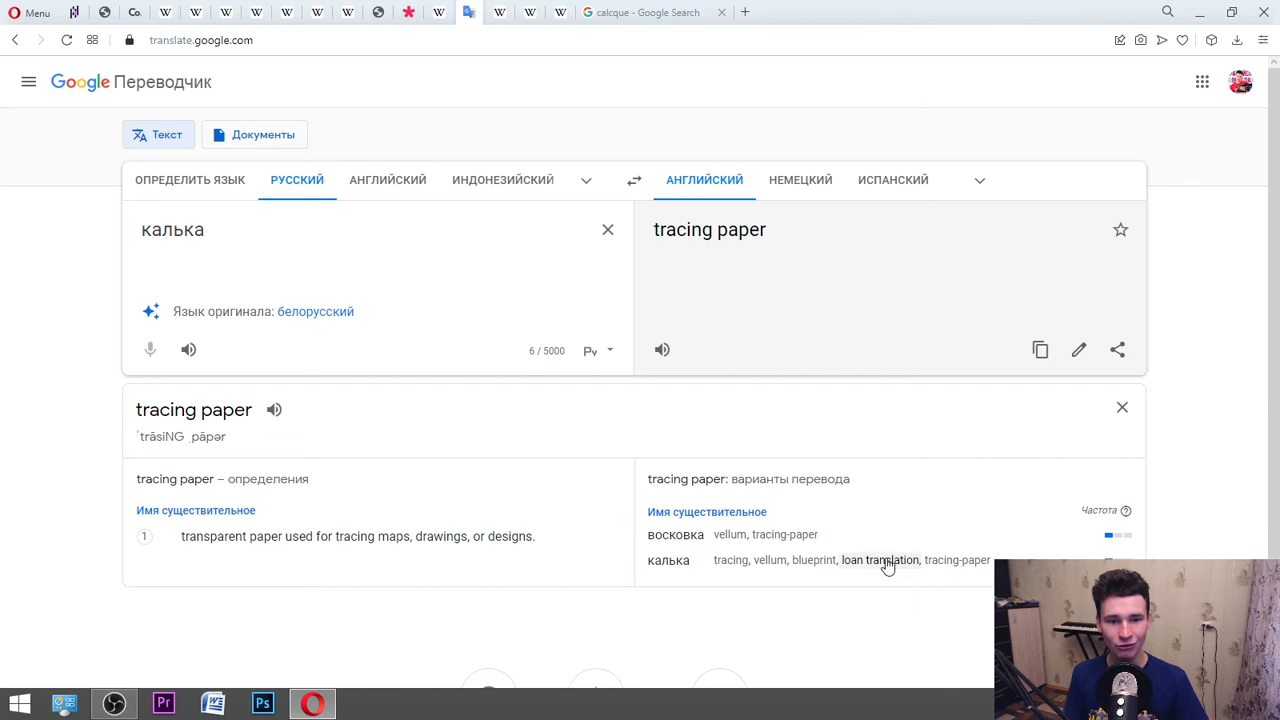 Menu
Co.
calcque - Google Search
translate.google.com
Google Переводчик
Текст
Документы
ОПРЕДЕЛИТЬ ЯЗЫК РУССКИЙ АНГЛИЙСКИЙ ИНДОНЕЗИЙСКИЙ
АНГЛИЙСКИЙ НЕМЕЦКИЙ ИСПАНСКИЙ
калька
tracing paper
Язык оригинала: белорусский
6 / 5000
Ру
tracing paper
ˈtrāsiNG ˌpāpər
tracing paper – определения
Имя существительное
1 transparent paper used for tracing maps, drawings, or designs.
tracing paper: варианты перевода
Имя существительное Частота
восковка vellum, tracing-paper
калька tracing, vellum, blueprint, loan translation, tracing-paper
Pr
W
Ps